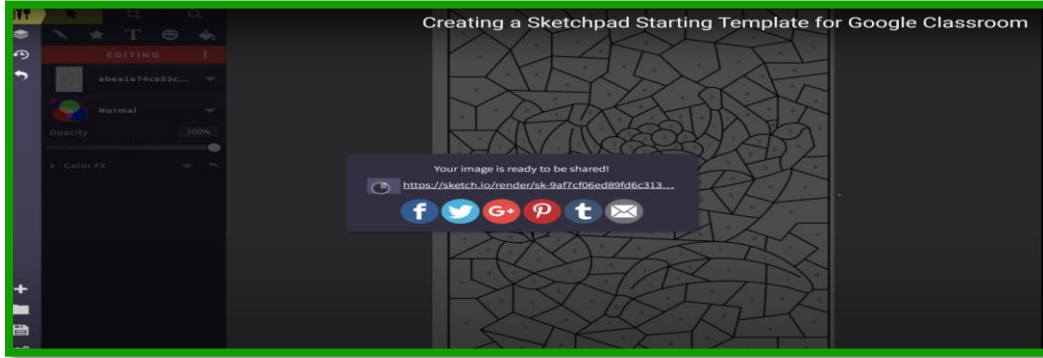 Creating a Sketchpad Starting Template for Google Classroom
EDITING
abea1e74ce53c...
Normal
Opacity 100%
Color FX
Your image is ready to be shared!
https://sketch.io/render/sk-9af7cf06ed89fd6c313...